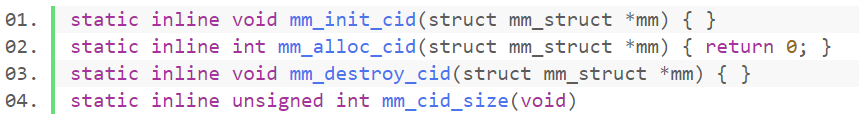 01. static inline void mm_init_cid(struct mm_struct *mm) { }
02. static inline int mm_alloc_cid(struct mm_struct *mm) { return 0; }
03. static inline void mm_destroy_cid(struct mm_struct *mm) { }
04. static inline unsigned int mm_cid_size(void)